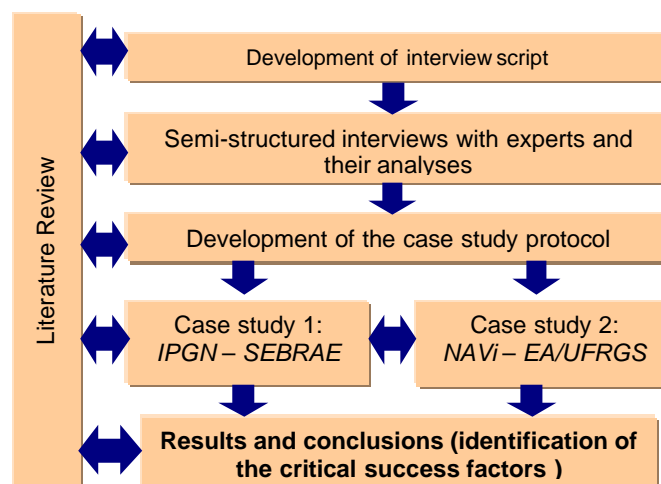 Literature Review
Development of interview script
Semi-structured interviews with experts and
their analyses
Development of the case study protocol
Case study 1:
IPGN – SEBRAE
Case study 2:
NAVi – EA/UFRGS
Results and conclusions (identification of
the critical success factors )